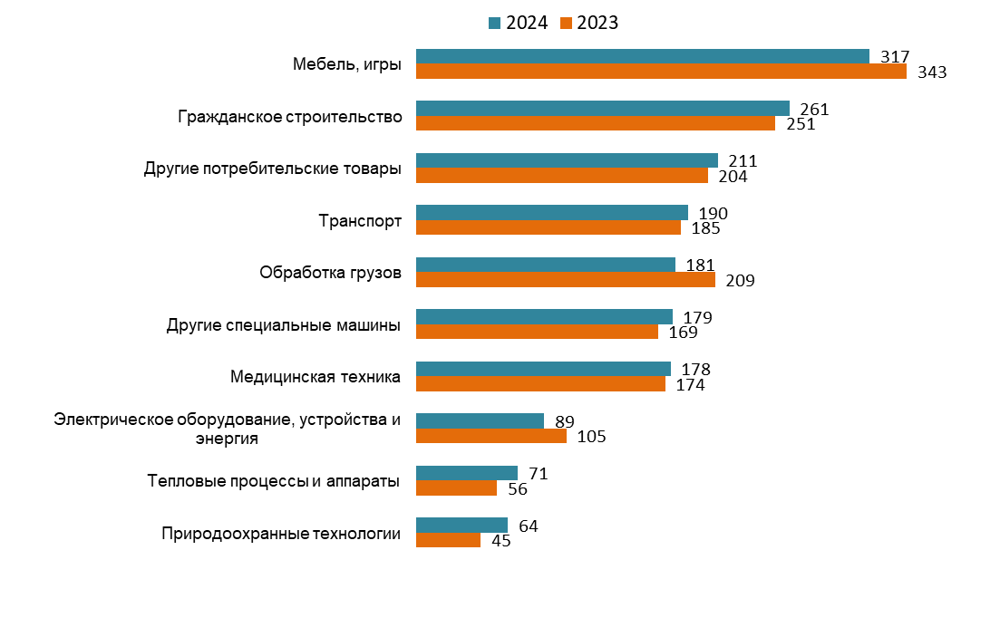 2024 2023
Мебель, игры 317
343
Гражданское строительство 261
251
Другие потребительские товары 211
204
Транспорт 190
185
Обработка грузов 181
209
Другие специальные машины 179
169
Медицинская техника 178
174
Электрическое оборудование, устройства и 89
энергия 105
Тепловые процессы и аппараты 71
56
Природоохранные технологии 64
45